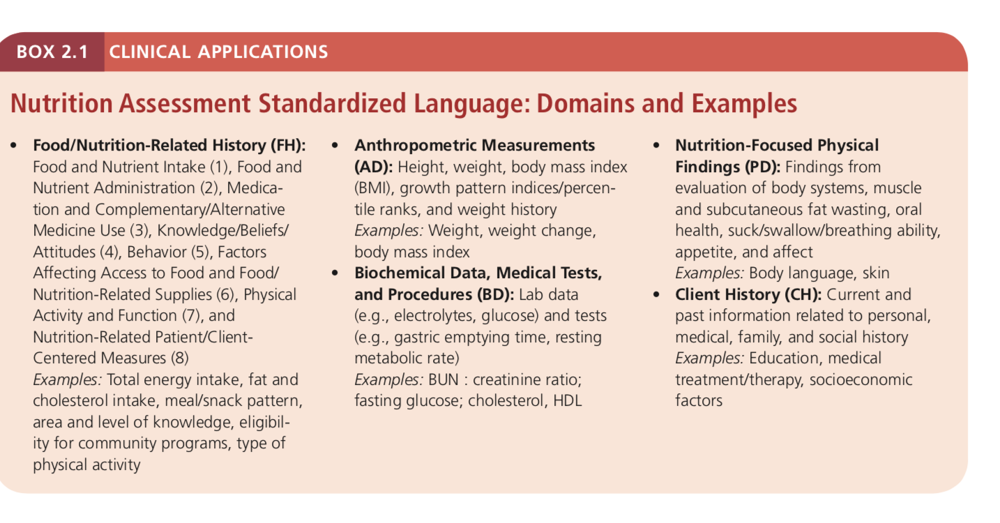 BOX 2.1 CLINICAL APPLICATIONS
Nutrition Assessment Standardized Language: Domains and Examples
• Food/Nutrition-Related History (FH):
Food and Nutrient Intake (1), Food and
Nutrient Administration (2), Medica-
tion and Complementary/Alternative
Medicine Use (3), Knowledge/Beliefs/
Attitudes (4), Behavior (5), Factors
Affecting Access to Food and Food/
Nutrition-Related Supplies (6), Physical
Activity and Function (7), and
Nutrition-Related Patient/Client-
Centered Measures (8)
Examples: Total energy intake, fat and
cholesterol intake, meal/snack pattern,
area and level of knowledge, eligibil-
ity for community programs, type of
physical activity
• Anthropometric Measurements
(AD): Height, weight, body mass index
(BMI), growth pattern indices/percen-
tile ranks, and weight history
Examples: Weight, weight change,
body mass index
• Biochemical Data, Medical Tests,
and Procedures (BD): Lab data
(e.g., electrolytes, glucose) and tests
(e.g., gastric emptying time, resting
metabolic rate)
Examples: BUN : creatinine ratio;
fasting glucose; cholesterol, HDL
• Nutrition-Focused Physical
Findings (PD): Findings from
evaluation of body systems, muscle
and subcutaneous fat wasting, oral
health, suck/swallow/breathing ability,
appetite, and affect
Examples: Body language, skin
• Client History (CH): Current and
past information related to personal,
medical, family, and social history
Examples: Education, medical
treatment/therapy, socioeconomic
factors